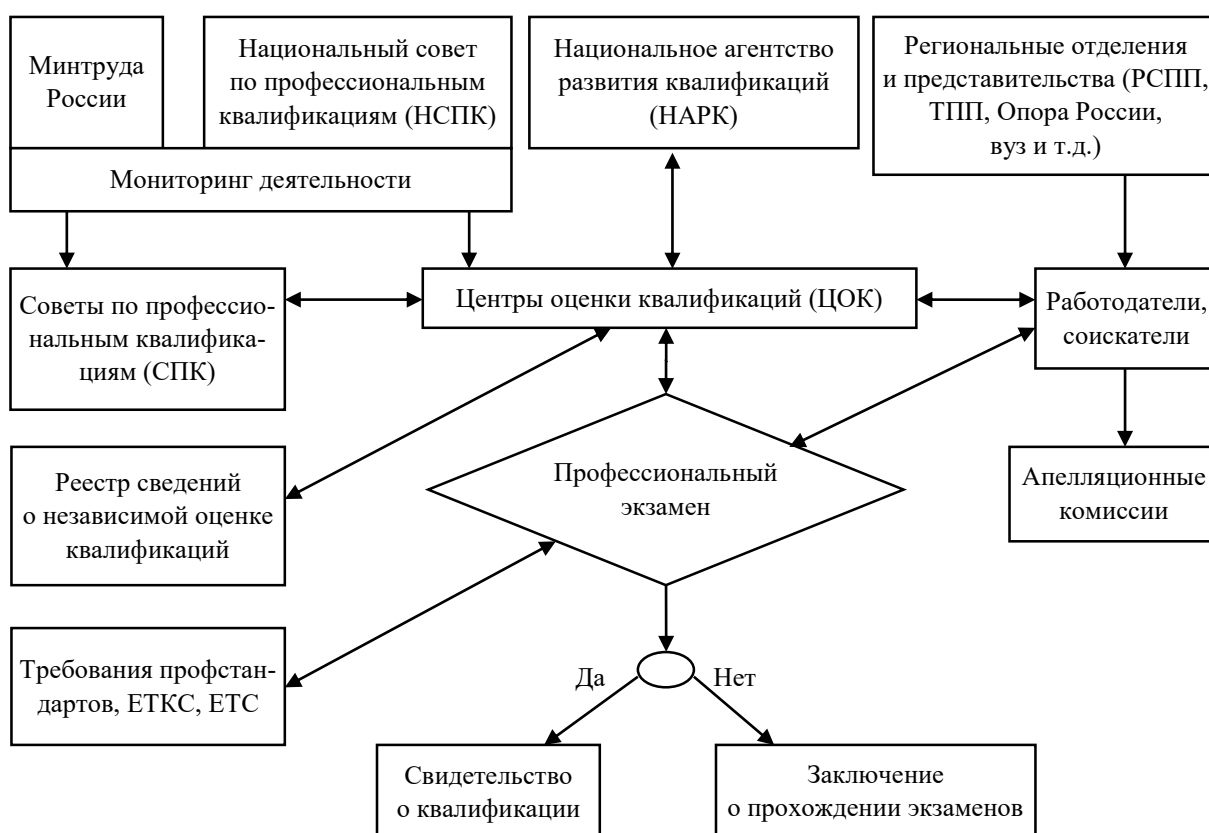 Минтруда
России
Национальный совет
по профессиональным
квалификациям (НСПК)
Национальное агентство
развития квалификаций
(НАРК)
Региональные отделения
и представительства (РСПП,
ТПП, Опора России,
вуз и т.д.)
Мониторинг деятельности
Советы по профессио-
нальным квалифика-
циям (СПК)
Центры оценки квалификаций (ЦОК)
Работодатели,
соискатели
Реестр сведений
о независимой оценке
квалификаций
Профессиональный
экзамен
Апелляционные
комиссии
Требования профстан-
дартов, ЕТКС, ЕТС
Да
Нет
Свидетельство
о квалификации
Заключение
о прохождении экзаменов